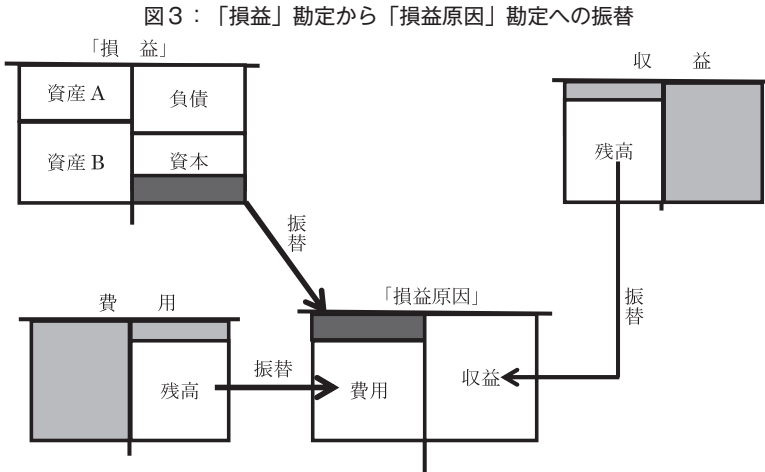 図3：「損益」勘定から「損益原因」勘定への振替
「損　益」
資産 A
負債
資産 B
資本
収　益
残高
振替
振替
費　用
残高
振替
「損益原因」
費用
収益